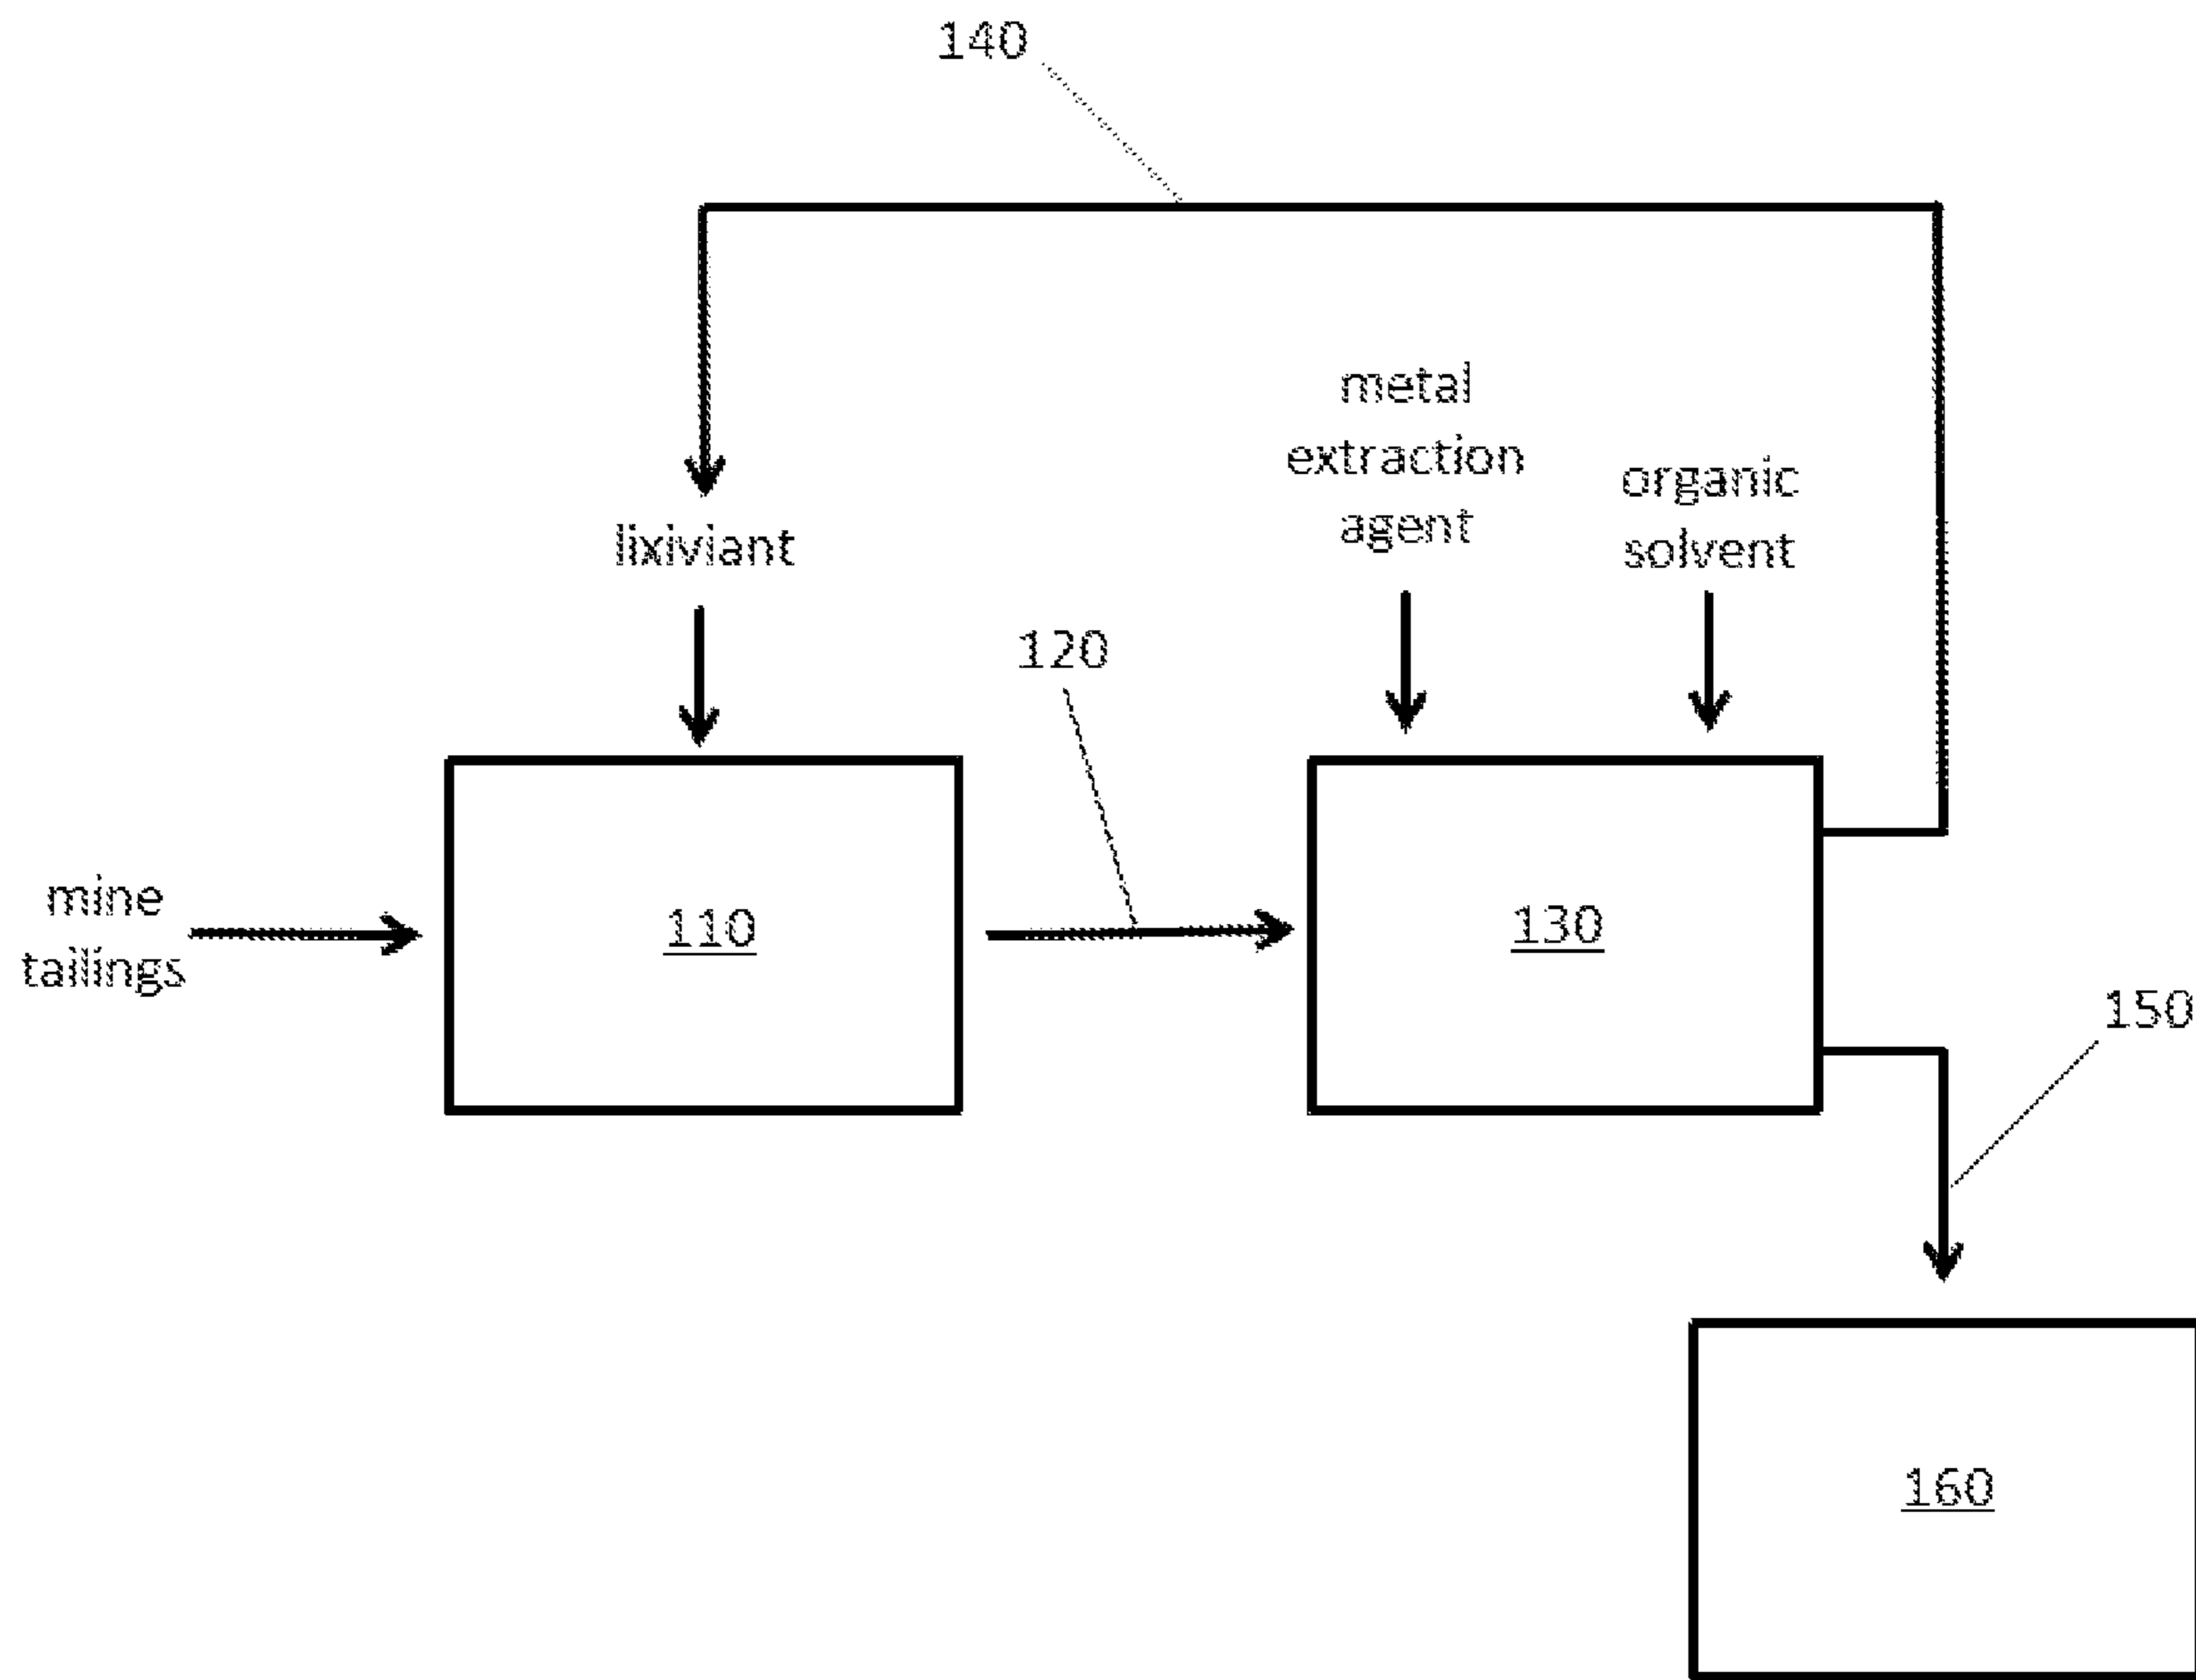 140
metal
extraction
agent
organic
solvent
lixiviant
120
mine
tailings
110
130
150
160